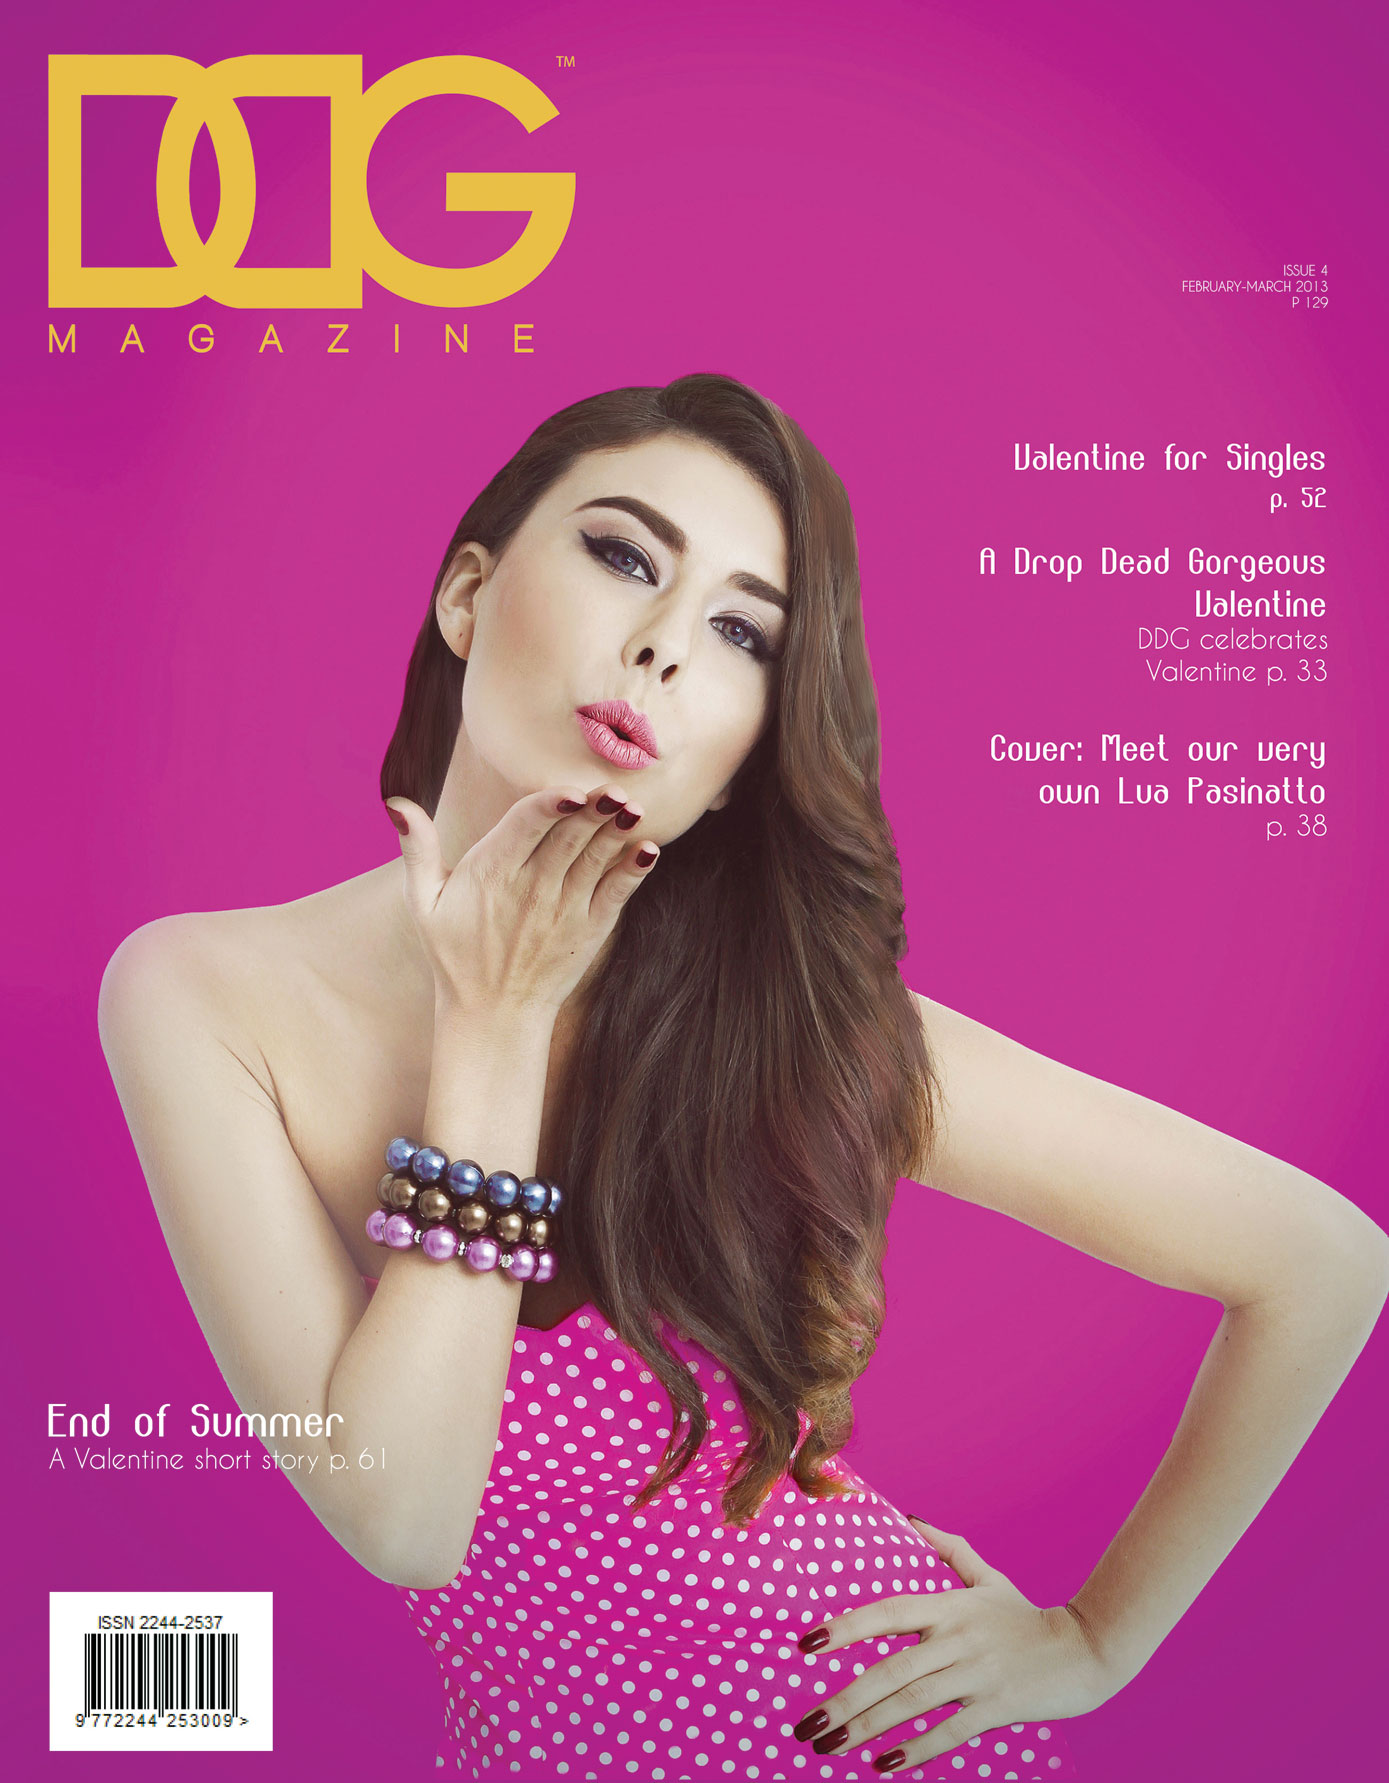 DDG™
MAGAZINE
ISSUE 4
FEBRUARY-MARCH 2013
P 129
Valentine for Singles
p. 52
A Drop Dead Gorgeous
Valentine
DDG celebrates
Valentine p. 33
Cover: Meet our very
own Lua Pasinatto
p. 38
End of Summer
A Valentine short story p. 61
ISSN 2244-2537
9 772244 253009 >